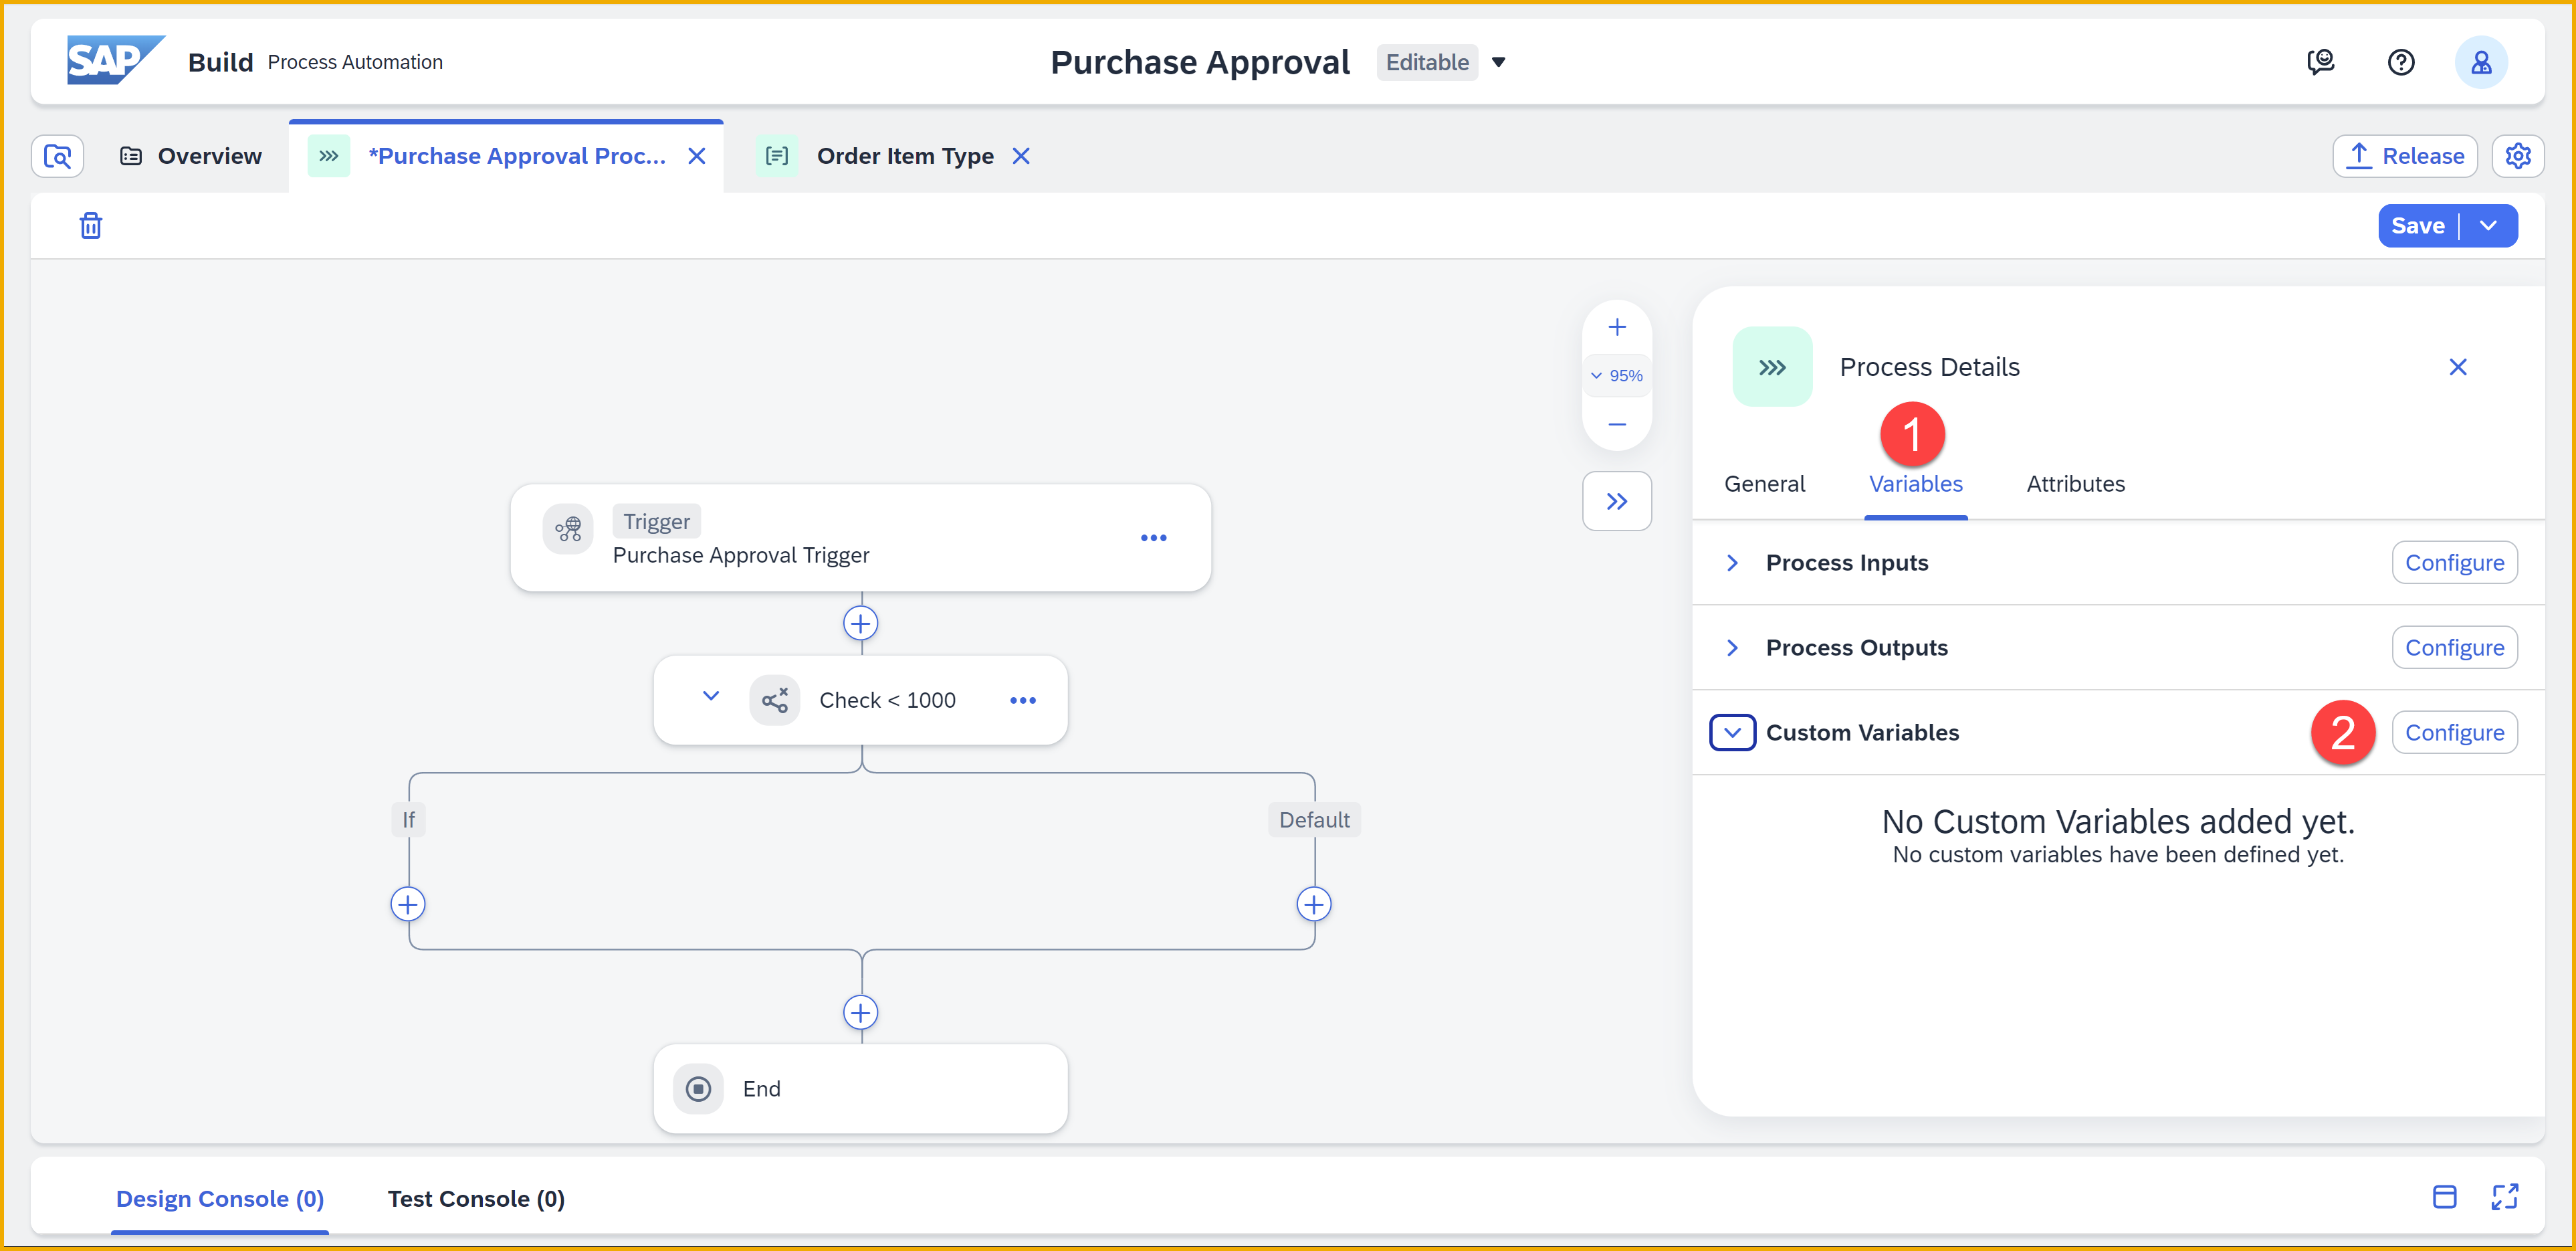 SAP Build Process Automation
Purchase Approval Editable
Overview
*Purchase Approval Proc...
Order Item Type
Release
Save
95%
Process Details
1
General Variables Attributes
Process Inputs Configure
Process Outputs Configure
Custom Variables 2 Configure
No Custom Variables added yet.
No custom variables have been defined yet.
Trigger
Purchase Approval Trigger
Check < 1000
If Default
End
Design Console (0) Test Console (0)